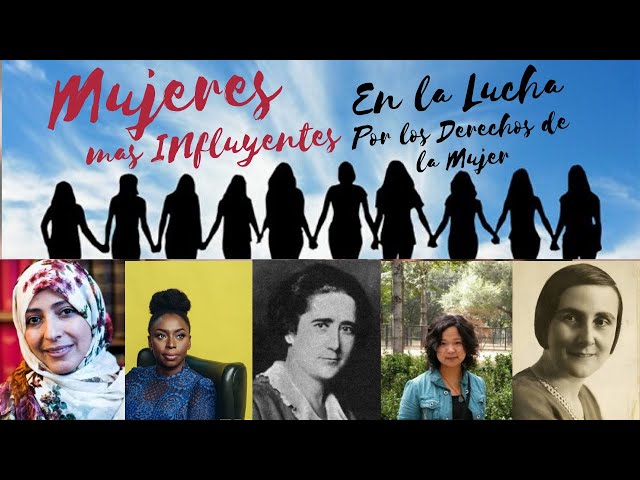 Mujeres
mas INfluyentes
En la Lucha
Por los Derechos de
la Mujer